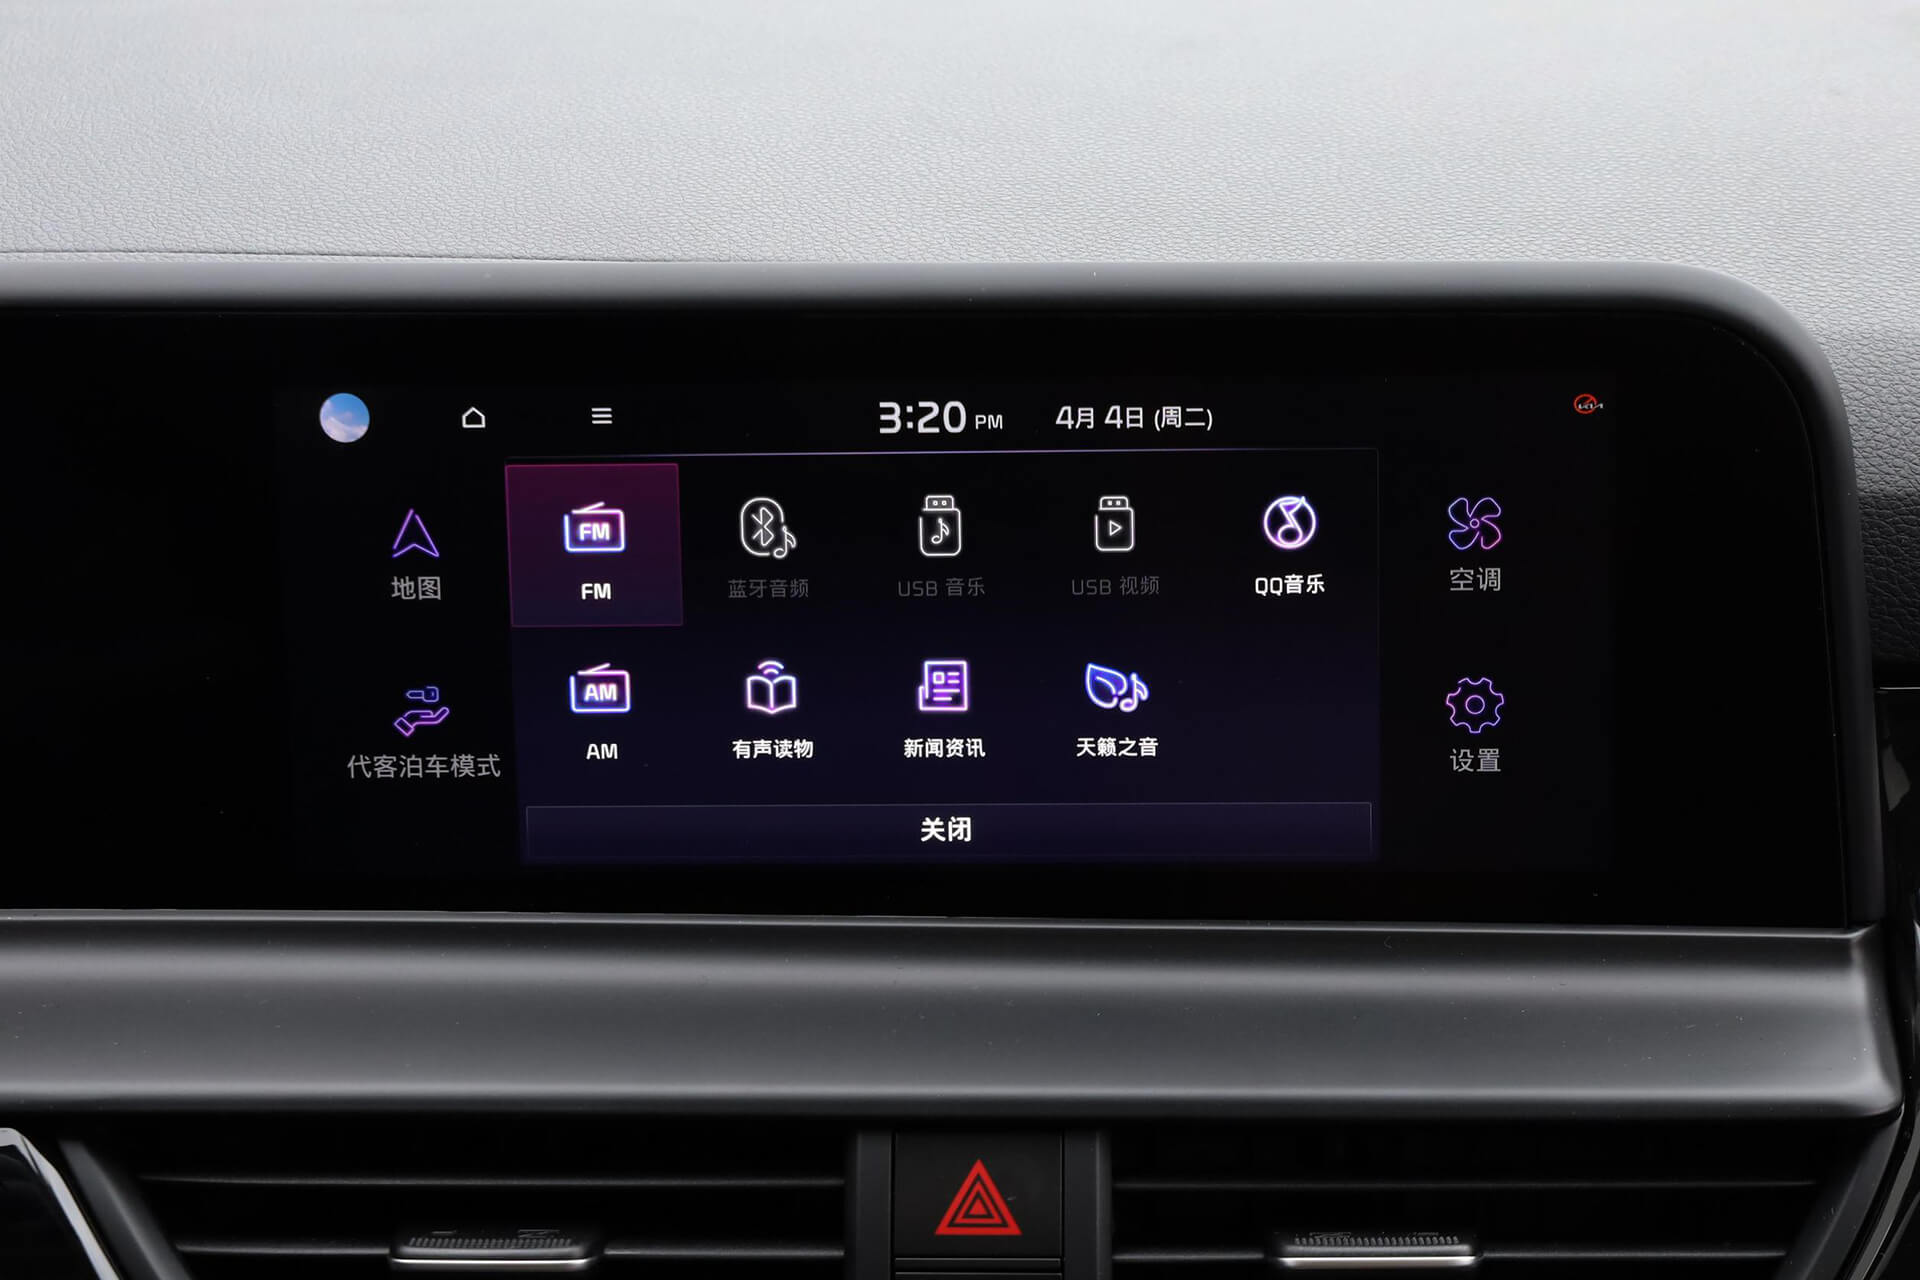 3:20 PM 4月 4日 (周二)
KIA
地图
FM
FM
蓝牙音频
USB 音乐
USB 视频
QQ音乐
空调
代客泊车模式
AM
AM
有声读物
新闻资讯
天籁之音
设置
关闭